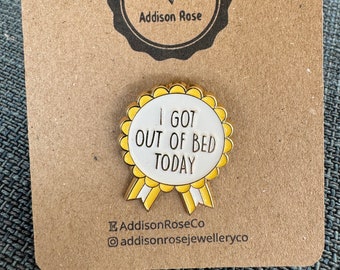 Addison Rose
I GOT
OUT OF BED
TODAY
AddisonRoseCo
addisonrosejewelleryco